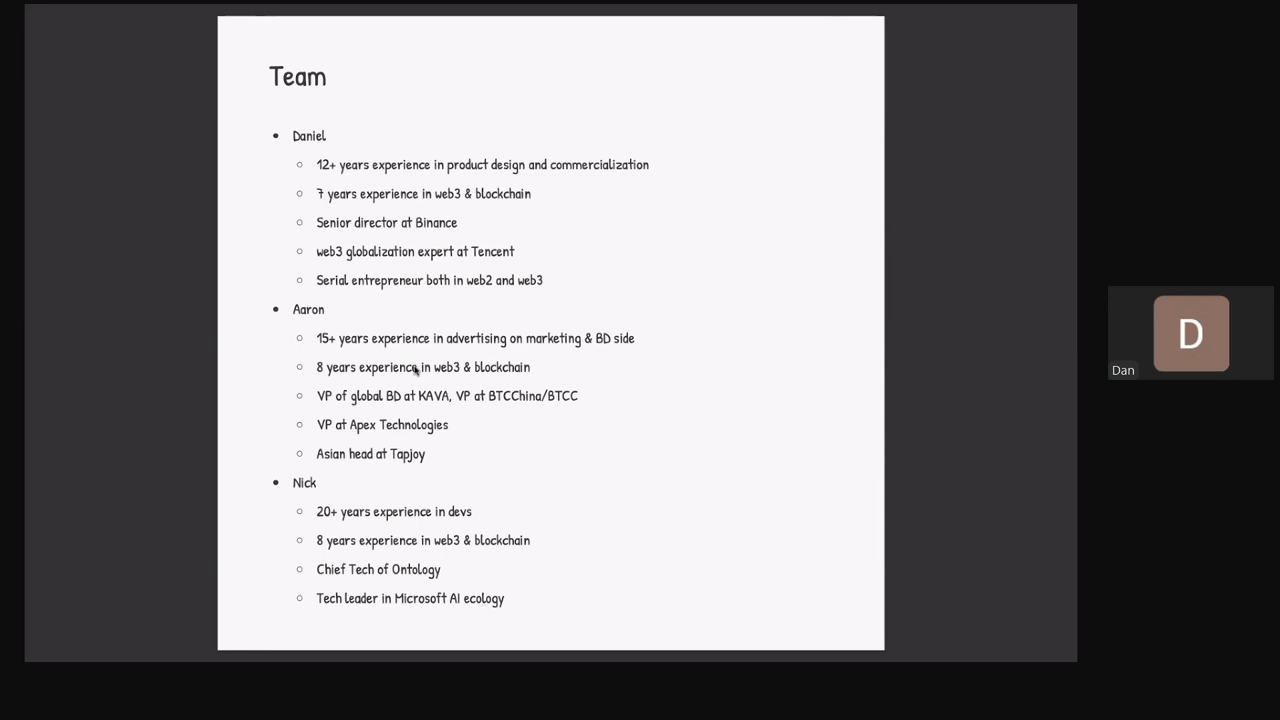 Team
Daniel
12+ years experience in product design and commercialization
7 years experience in web3 & blockchain
Senior director at Binance
web3 globalization expert at Tencent
Serial entrepreneur both in web2 and web3
Aaron
15+ years experience in advertising on marketing & BD side
8 years experience in web3 & blockchain
VP of global BD at KAVA, VP at BTCChina/BTCC
VP at Apex Technologies
Asian head at Tapjoy
Nick
20+ years experience in devs
8 years experience in web3 & blockchain
Chief Tech of Ontology
Tech leader in Microsoft AI ecology
D
Dan